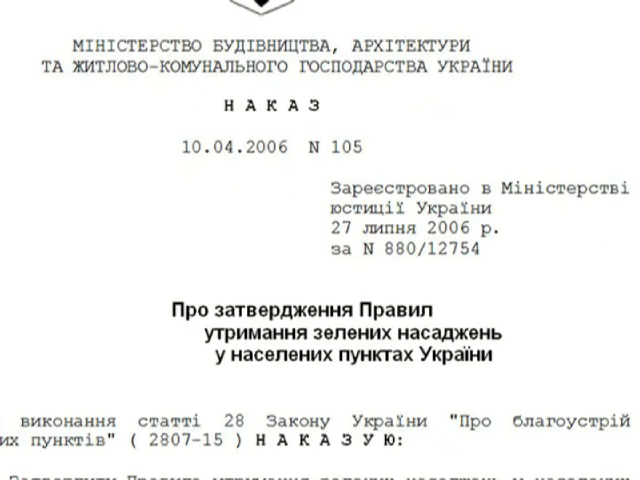 МІНІСТЕРСТВО БУДІВНИЦТВА, АРХІТЕКТУРИ
ТА ЖИТЛОВО-КОМУНАЛЬНОГО ГОСПОДАРСТВА УКРАЇНИ
Н А К А З
10.04.2006 N 105
Зареєстровано в Міністерстві
юстиції України
27 липня 2006 р.
за N 880/12754
Про затвердження Правил
утримання зелених насаджень
у населених пунктах України
виконання статті 28 Закону України "Про благоустрій
их пунктів" ( 2807-15 ) Н А К А З У Ю: